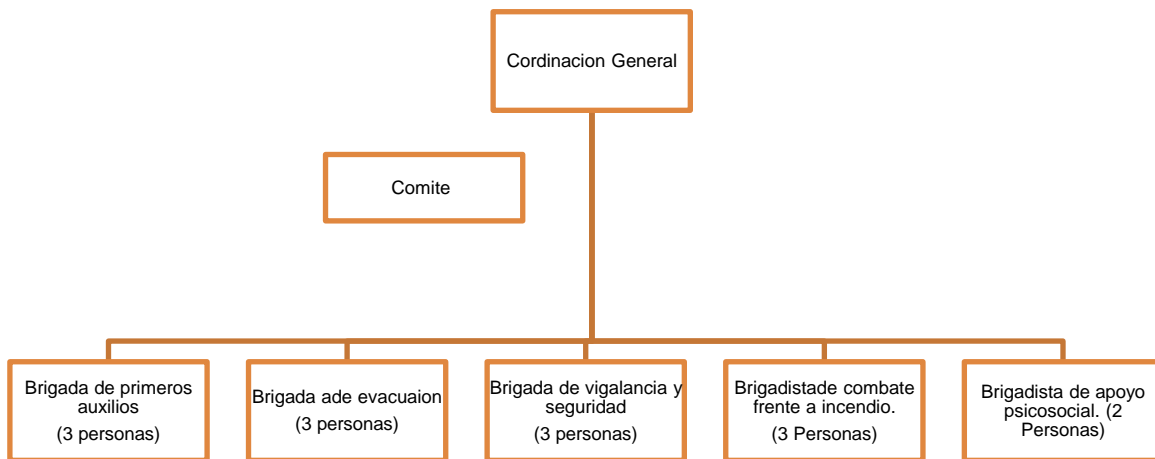 Cordinacion General
Comite
Brigada de primeros
auxilios
(3 personas)
Brigada ade evacuaion
(3 personas)
Brigada de vigalancia y
seguridad
(3 personas)
Brigadistade combate
frente a incendio.
(3 Personas)
Brigadista de apoyo
psicosocial. (2
Personas)